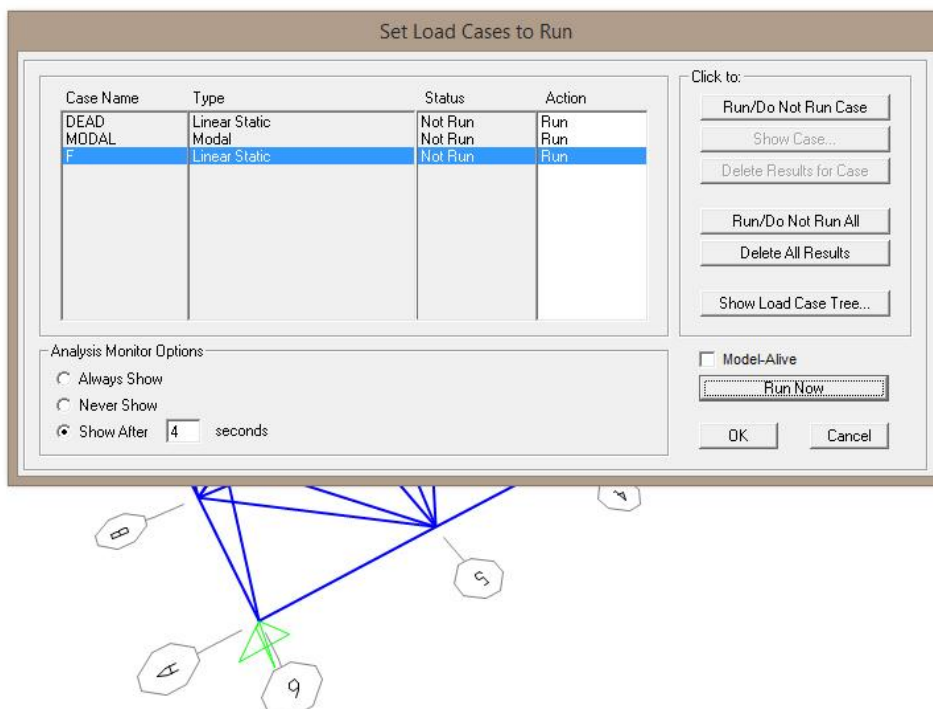 Set Load Cases to Run
Case Name Type Status Action
DEAD Linear Static Not Run Run
MODAL Modal Not Run Run
F Linear Static Not Run Run
Click to:
Run/Do Not Run Case
Show Case...
Delete Results for Case
Run/Do Not Run All
Delete All Results
Show Load Case Tree...
Analysis Monitor Options
Always Show
Never Show
Show After 4 seconds
Model-Alive
Run Now
OK Cancel
B
4
5
A
6